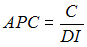 APC = C / DI